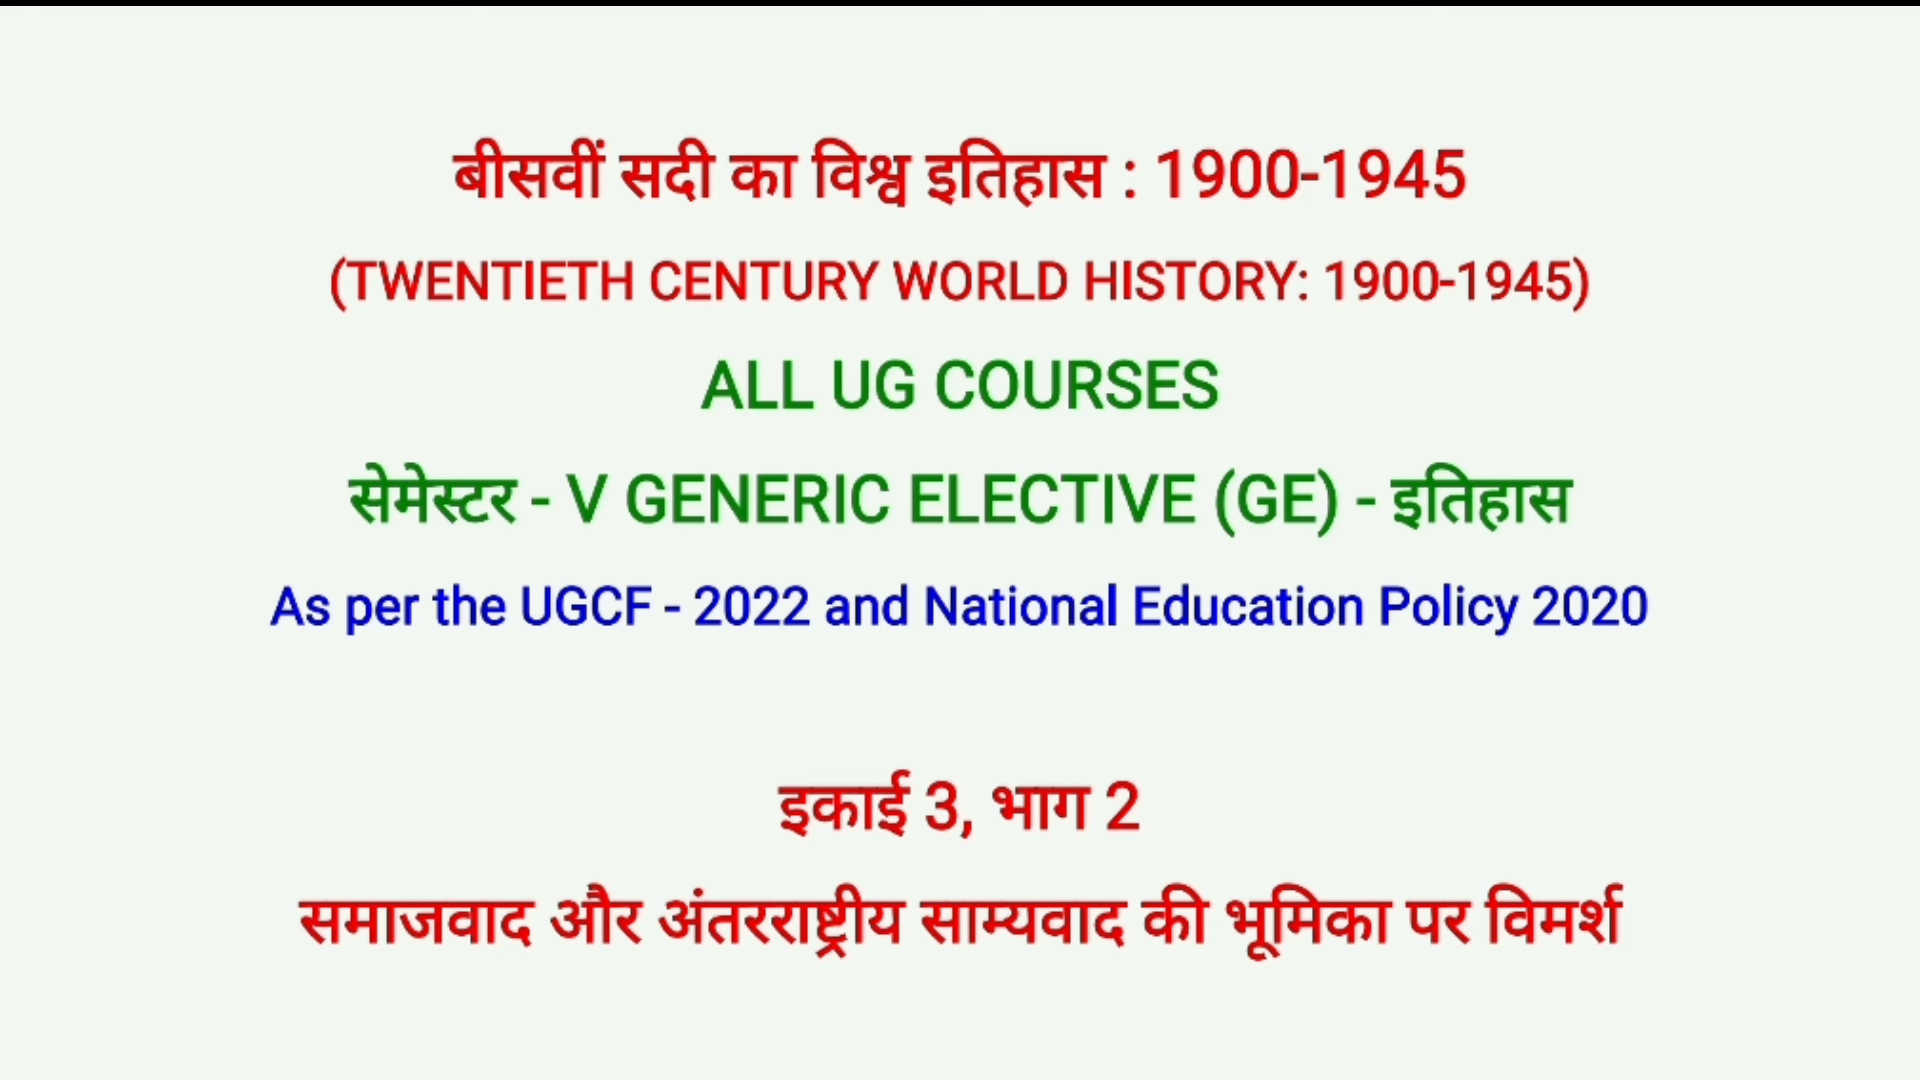 बीसवीं सदी का विश्व इतिहास : 1900-1945
(TWENTIETH CENTURY WORLD HISTORY: 1900-1945)
ALL UG COURSES
सेमेस्टर - V GENERIC ELECTIVE (GE) - इतिहास
As per the UGCF - 2022 and National Education Policy 2020
इकाई 3, भाग 2
समाजवाद और अंतरराष्ट्रीय साम्यवाद की भूमिका पर विमर्श